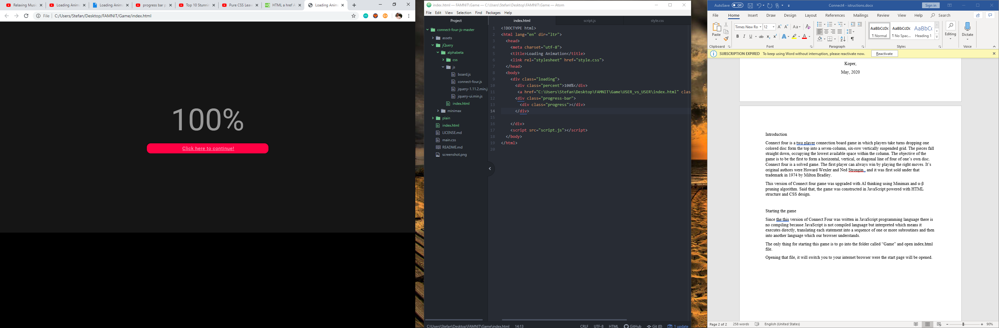 Relaxing Music
Loading Anima
Loading Anima
progress bar p
Top 10 Stunnin
Pure CSS Leav
HTML a href A
Loading Anima
File C:/Users/Stefan/Desktop/FAMNIT/Game/index.html
100%
Click here to continue!
index.html — FAMNIT\Game — C:\Users\Stefan\Desktop\FAMNIT\Game — Atom
File Edit View Selection Find Packages Help
Project
connect-four-js-master
assets
jQuery
alphabeta
css
js
board.js
connect-four.js
jquery-1.11.2.min.j
jquery-ui.min.js
index.html
minimax
plain
index.html
LICENSE.md
main.css
README.md
screenshot.png
index.html script.js style.css
1 <!DOCTYPE html>
2 <html lang="en" dir="ltr">
3 <head>
4 <meta charset="utf-8">
5 <title>Loading Animation</title>
6 <link rel="stylesheet" href="style.css">
7 </head>
8 <body>
9 <div class="loading">
10 <div class="percent">100%</div>
11 <a href="C:\Users\Stefan\Desktop\FAMNIT\Game\USER_vs_USER\index.html" clas
12 <div class="progress-bar">
13 <div class="progress"></div>
14 </div>
15
16 </div>
17 <script src="script.js"></script>
18 </body>
19 </html>
20
C:\Users\Stefan\Desktop\FAMNIT\Game\index.html 14:13 CRLF UTF-8 HTML GitHub Git (0) 1 update
AutoSave Off Connect4 - istructions.docx Sign in
File Home Insert Draw Design Layout References Mailings Review View Help Search
Paste
Times New Ro 12
AaBbCcDc AaBbCcDc AaBbCc
¶ Normal ¶ No Spac... Heading 1
Editing
Dictate
Clipboard Font Paragraph Styles Voice
SUBSCRIPTION EXPIRED To keep using Word without interruption, please reactivate now. Reactivate
Koper,
May, 2020
Introduction
Connect four is a two player connection board game in which players take turns dropping one
colored disc form the top into a seven-column, six-row vertically suspended grid. The pieces fall
straight down, occupying the lowest available space within the column. The objective of the
game is to be the first to form a horizontal, vertical, or diagonal line of four of one's own disc.
Connect four is a solved game. The first player can always win by playing the right moves. It's
original authors were Howard Wexler and Ned Strongin , and it was first sold under that
trademark in 1974 by Milton Bradley.
This version of Connect four game was upgraded with AI thinking using Minimax and α-β
pruning algorithm. Said that, the game was constructed in JavaScript powered with HTML
structure and CSS design.
Starting the game
Since the this version of Connect Four was written in JavaScript programming language there is
no compiling because JavaScript is not compiled language but interpreted which means it
executes directly, translating each statement into a sequence of one or more subroutines and then
into another language which our browser understands.
The only thing for starting this game is to go into the folder called “Game” and open index.html
file.
Opening that file, it will switch you to your internet browser were the start page will be opened.
Page 2 of 2 258 words English (United States) 90%